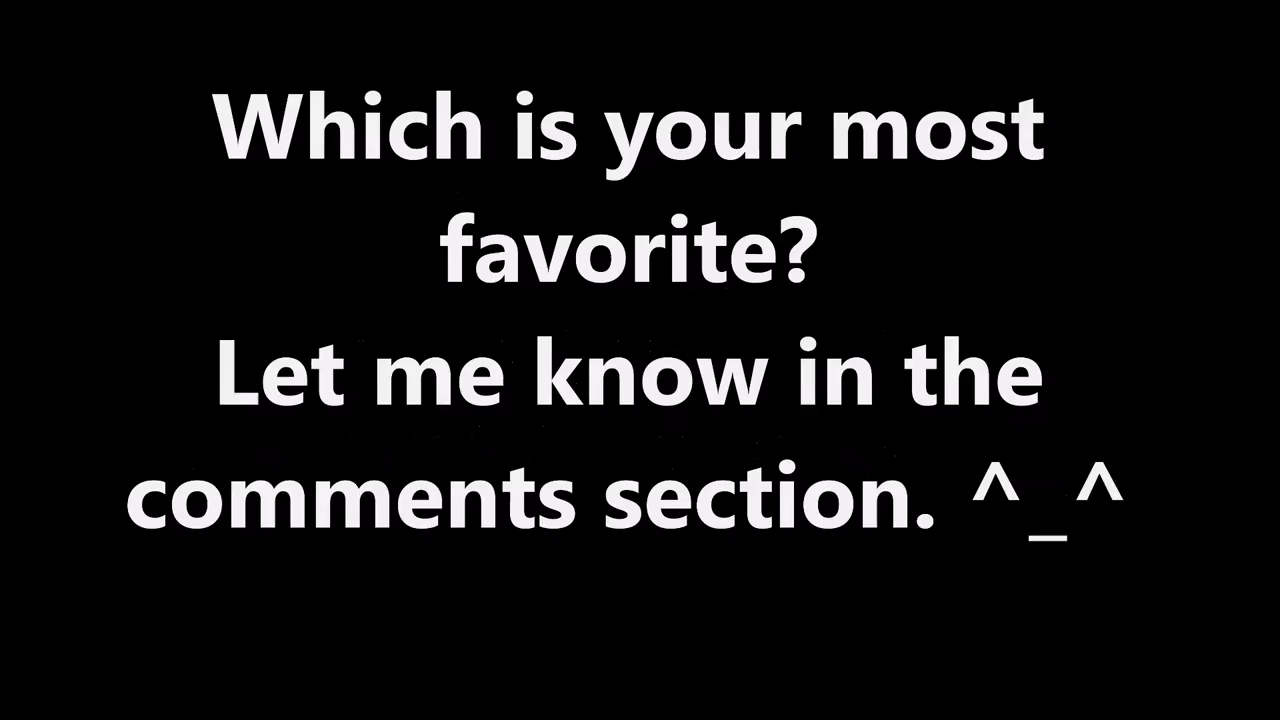 Which is your most
favorite?
Let me know in the
comments section. ^_^